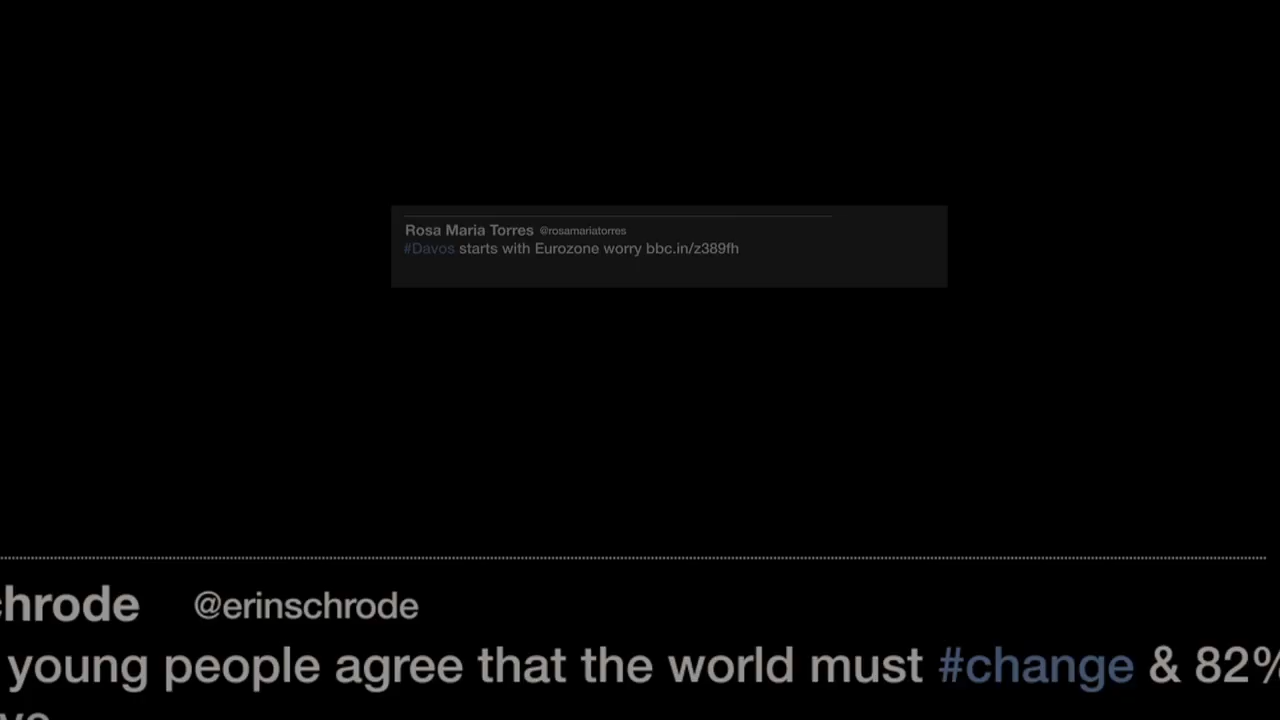 Rosa Maria Torres @rosamariatorres
#Davos starts with Eurozone worry bbc.in/z389fh
chrode @erinschrode
young people agree that the world must #change & 82%